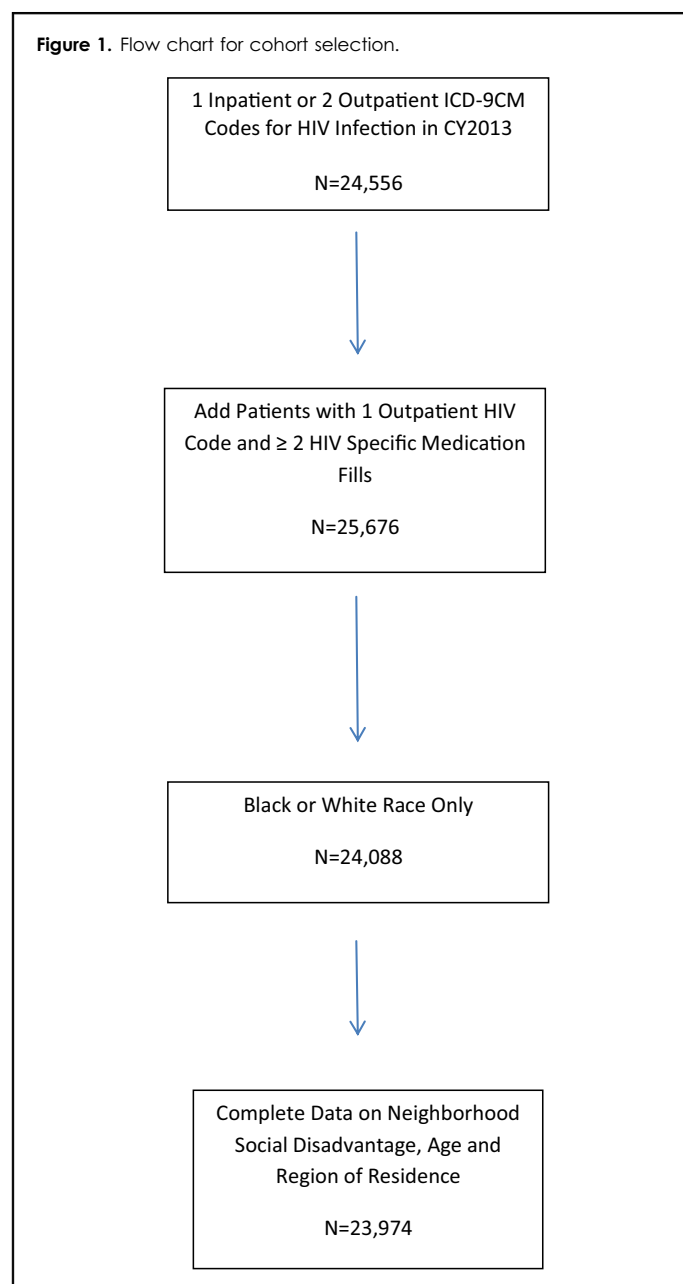 Figure 1. Flow chart for cohort selection.
1 Inpatient or 2 Outpatient ICD-9CM
Codes for HIV Infection in CY2013
N=24,556
Add Patients with 1 Outpatient HIV
Code and ≥ 2 HIV Specific Medication
Fills
N=25,676
Black or White Race Only
N=24,088
Complete Data on Neighborhood
Social Disadvantage, Age and
Region of Residence
N=23,974